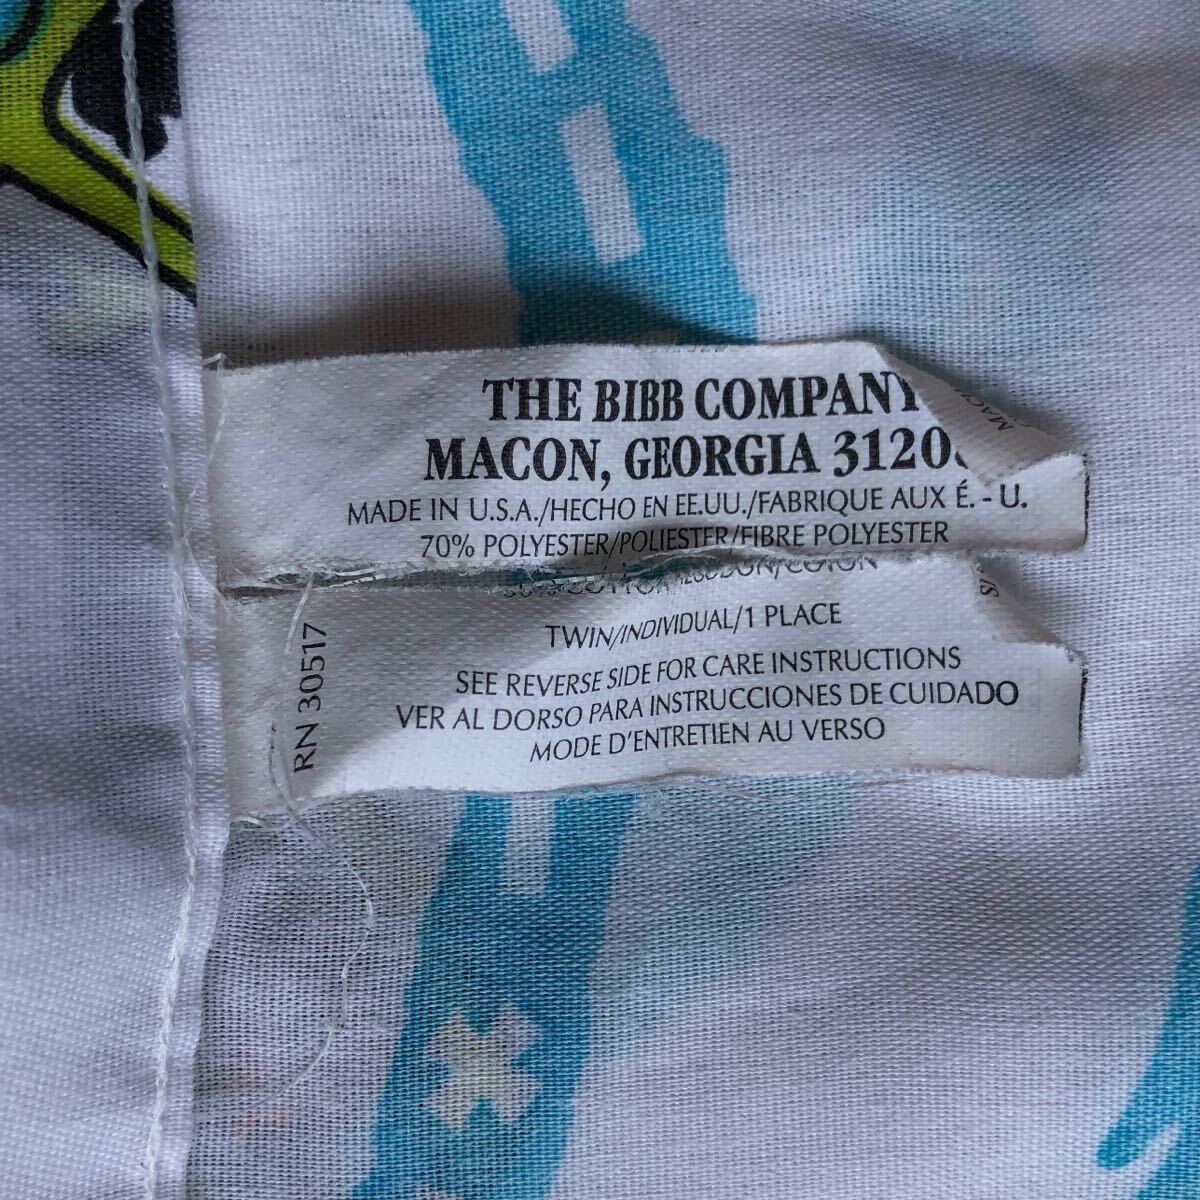 THE BIBB COMPANY
MACON, GEORGIA 3120
MADE IN U.S.A./HECHO EN EE.UU./FABRIQUE AUX É. - U.
70% POLYESTER/POLIESTER/FIBRE POLYESTER
COTTON
TWIN/INDIVIDUAL/1 PLACE
SEE REVERSE SIDE FOR CARE INSTRUCTIONS
VER AL DORSO PARA INSTRUCCIONES DE CUIDADO
MODE D'ENTRETIEN AU VERSO
RN 30517